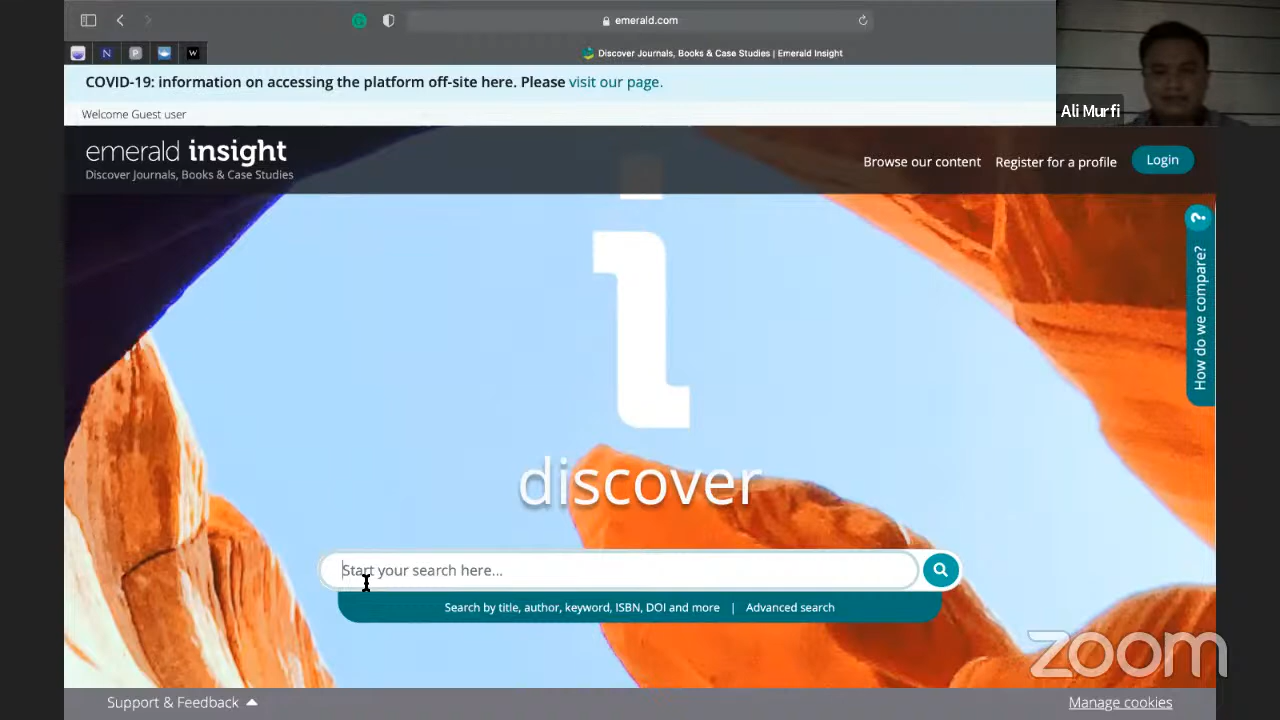 emerald.com
N
P
W
Discover Journals, Books & Case Studies | Emerald Insight
COVID-19: information on accessing the platform off-site here. Please visit our page.
Ali Murfi
Welcome Guest user
emerald insight
Discover Journals, Books & Case Studies
Browse our content
Register for a profile
Login
?
How do we compare?
i
discover
Start your search here...
Search by title, author, keyword, ISBN, DOI and more | Advanced search
zoom
Support & Feedback
Manage cookies